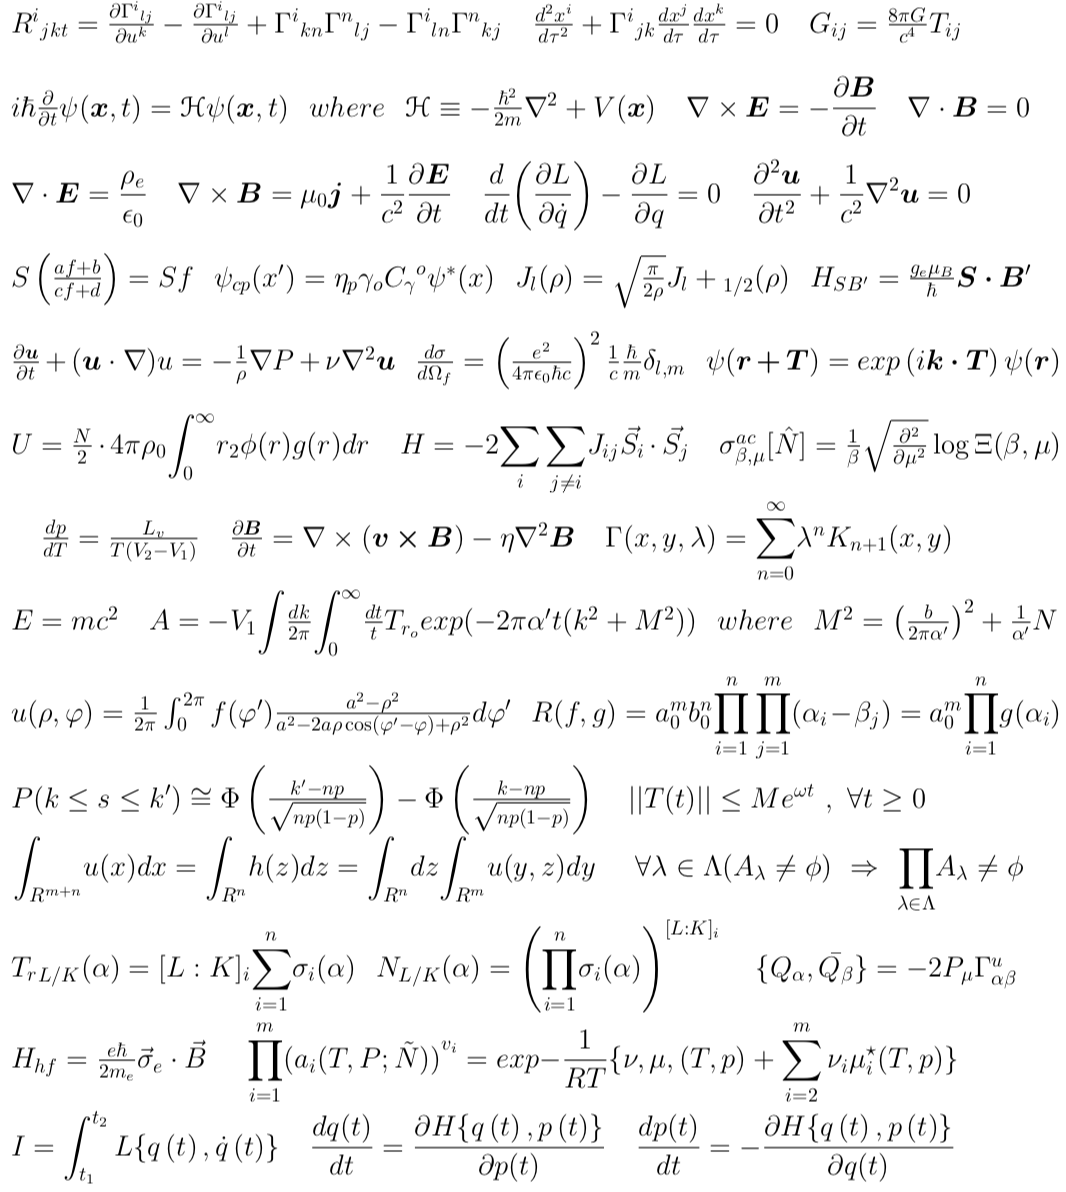 $R^i{}_{jkt} = \frac{\partial \Gamma^i{}_{lj}}{\partial u^k} - \frac{\partial \Gamma^i{}_{lj}}{\partial u^l} + \Gamma^i{}_{kn}\Gamma^n{}_{lj} - \Gamma^i{}_{ln}\Gamma^n{}_{kj} \quad \frac{d^2x^i}{d\tau^2} + \Gamma^i{}_{jk}\frac{dx^j}{d\tau}\frac{dx^k}{d\tau} = 0 \quad G_{ij} = \frac{8\pi G}{c^4}T_{ij}$
$i\hbar\frac{\partial}{\partial t}\psi(\boldsymbol{x},t) = \mathcal{H}\psi(\boldsymbol{x},t) \;\; where \;\; \mathcal{H} \equiv -\frac{\hbar^2}{2m}\nabla^2 + V(\boldsymbol{x}) \quad \nabla \times \boldsymbol{E} = -\frac{\partial \boldsymbol{B}}{\partial t} \quad \nabla \cdot \boldsymbol{B} = 0$
$\nabla \cdot \boldsymbol{E} = \frac{\rho_e}{\epsilon_0} \quad \nabla \times \boldsymbol{B} = \mu_0\boldsymbol{j} + \frac{1}{c^2}\frac{\partial \boldsymbol{E}}{\partial t} \quad \frac{d}{dt}\left(\frac{\partial L}{\partial \dot{q}}\right) - \frac{\partial L}{\partial q} = 0 \quad \frac{\partial^2 \boldsymbol{u}}{\partial t^2} + \frac{1}{c^2}\nabla^2\boldsymbol{u} = 0$
$S\left(\frac{af+b}{cf+d}\right) = Sf \;\; \psi_{cp}(x') = \eta_p\gamma_o C_\gamma{}^o\psi^*(x) \;\; J_l(\rho) = \sqrt{\frac{\pi}{2\rho}}J_l + {}_{1/2}(\rho) \;\; H_{SB'} = \frac{g_e\mu_B}{\hbar}\boldsymbol{S \cdot B'}$
$\frac{\partial \boldsymbol{u}}{\partial t} + (\boldsymbol{u} \cdot \nabla)u = -\frac{1}{\rho}\nabla P + \nu\nabla^2\boldsymbol{u} \;\; \frac{d\sigma}{d\Omega_f} = \left(\frac{e^2}{4\pi\epsilon_0\hbar c}\right)^2\frac{1}{c}\frac{\hbar}{m}\delta_{l,m} \;\; \psi(\boldsymbol{r+T}) = exp\,(i\boldsymbol{k \cdot T})\,\psi(\boldsymbol{r})$
$U = \frac{N}{2} \cdot 4\pi\rho_0\int_0^\infty r_2\phi(r)g(r)dr \quad H = -2\sum_i\sum_{j\neq i}J_{ij}\vec{S}_i \cdot \vec{S}_j \quad \sigma^{ac}_{\beta,\mu}[\hat{N}] = \frac{1}{\beta}\sqrt{\frac{\partial^2}{\partial\mu^2}}\log\Xi(\beta,\mu)$
$\frac{dp}{dT} = \frac{L_v}{T(V_2-V_1)} \quad \frac{\partial \boldsymbol{B}}{\partial t} = \nabla \times (\boldsymbol{v \times B}) - \eta\nabla^2\boldsymbol{B} \quad \Gamma(x,y,\lambda) = \sum_{n=0}^\infty\lambda^n K_{n+1}(x,y)$
$E = mc^2 \quad A = -V_1\int\frac{dk}{2\pi}\int_0^\infty\frac{dt}{t}T_{r_o}exp(-2\pi\alpha't(k^2+M^2)) \;\; where \;\; M^2 = \left(\frac{b}{2\pi\alpha'}\right)^2 + \frac{1}{\alpha'}N$
$u(\rho,\varphi) = \frac{1}{2\pi}\int_0^{2\pi}f(\varphi')\frac{a^2-\rho^2}{a^2-2a\rho\cos(\varphi'-\varphi)+\rho^2}d\varphi' \;\; R(f,g) = a_0^m b_0^n\prod_{i=1}^n\prod_{j=1}^m(\alpha_i-\beta_j) = a_0^m\prod_{i=1}^n g(\alpha_i)$
$P(k \leq s \leq k') \cong \Phi\left(\frac{k'-np}{\sqrt{np(1-p)}}\right) - \Phi\left(\frac{k-np}{\sqrt{np(1-p)}}\right) \quad ||T(t)|| \leq Me^{\omega t} \;,\; \forall t \geq 0$
$\int_{R^{m+n}}u(x)dx = \int_{R^n}h(z)dz = \int_{R^n}dz\int_{R^m}u(y,z)dy \quad \forall\lambda \in \Lambda(A_\lambda \neq \phi) \;\Rightarrow\; \prod_{\lambda\in\Lambda}A_\lambda \neq \phi$
$T_{rL/K}(\alpha) = [L:K]_i\sum_{i=1}^n\sigma_i(\alpha) \;\; N_{L/K}(\alpha) = \left(\prod_{i=1}^n\sigma_i(\alpha)\right)^{[L:K]_i} \quad \{Q_\alpha, \bar{Q_\beta}\} = -2P_\mu\Gamma^u_{\alpha\beta}$
$H_{hf} = \frac{e\hbar}{2m_e}\vec{\sigma}_e \cdot \vec{B} \quad \prod_{i=1}^m(a_i(T,P;\tilde{N}))^{v_i} = exp-\frac{1}{RT}\{\nu,\mu,(T,p) + \sum_{i=2}^m\nu_i\mu_i^\star(T,p)\}$
$I = \int_{t_1}^{t_2}L\{q\,(t)\,,\dot{q}\,(t)\} \quad \frac{dq(t)}{dt} = \frac{\partial H\{q\,(t)\,,p\,(t)\}}{\partial p(t)} \quad \frac{dp(t)}{dt} = -\frac{\partial H\{q\,(t)\,,p\,(t)\}}{\partial q(t)}$